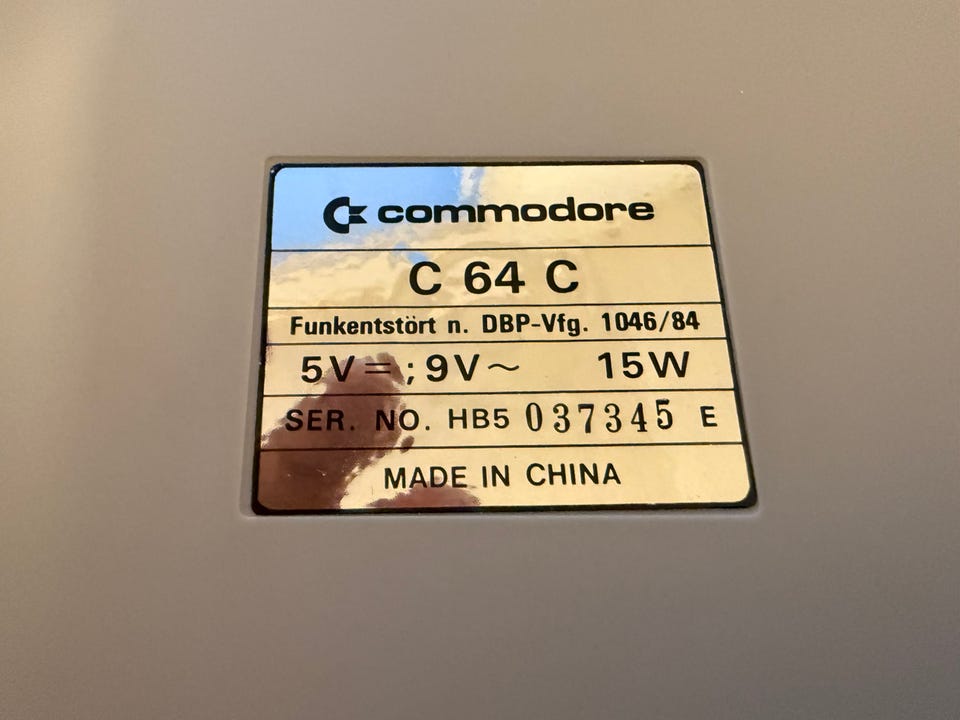 commodore
C 64 C
Funkentstört n. DBP-Vfg. 1046/84
5V⎓; 9V~ 15W
SER. NO. HB5 037345 E
MADE IN CHINA